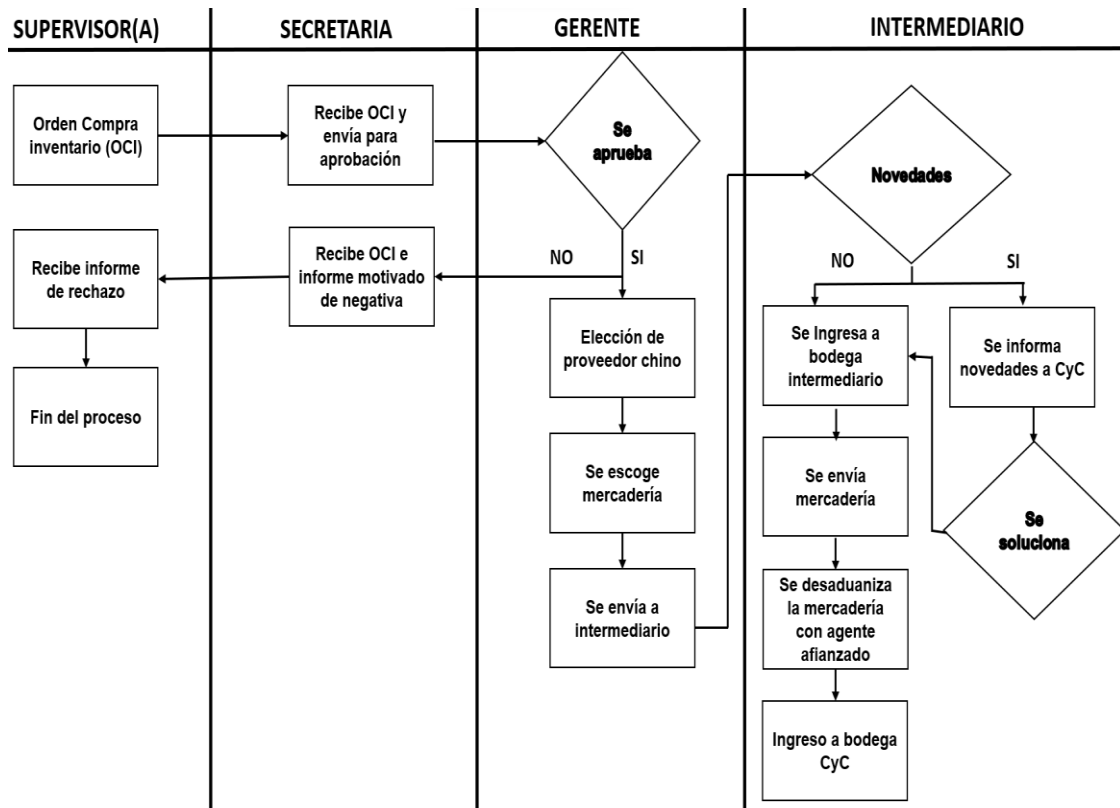 SUPERVISOR(A)
SECRETARIA
GERENTE
INTERMEDIARIO
Orden Compra
inventario (OCI)
Recibe OCI y
envía para
aprobación
Se
aprueba
Novedades
Recibe informe
de rechazo
Recibe OCI e
informe motivado
de negativa
NO
SI
NO
SI
Elección de
proveedor chino
Se Ingresa a
bodega
intermediario
Se informa
novedades a CyC
Fin del proceso
Se escoge
mercadería
Se envía
mercadería
Se
soluciona
Se envía a
intermediario
Se desaduaniza
la mercadería
con agente
afianzado
Ingreso a bodega
CyC